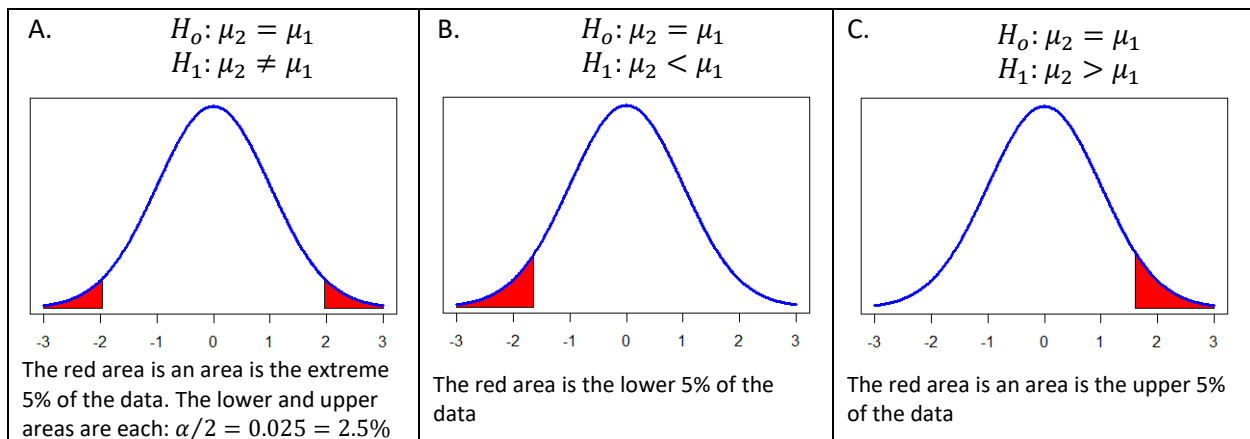 A.
H₀: μ₂ = μ₁
H₁: μ₂ ≠ μ₁
-3 -2 -1 0 1 2 3
The red area is an area is the extreme
5% of the data. The lower and upper
areas are each: α/2 = 0.025 = 2.5%
B.
H₀: μ₂ = μ₁
H₁: μ₂ < μ₁
-3 -2 -1 0 1 2 3
The red area is the lower 5% of the
data
C.
H₀: μ₂ = μ₁
H₁: μ₂ > μ₁
-3 -2 -1 0 1 2 3
The red area is an area is the upper 5%
of the data